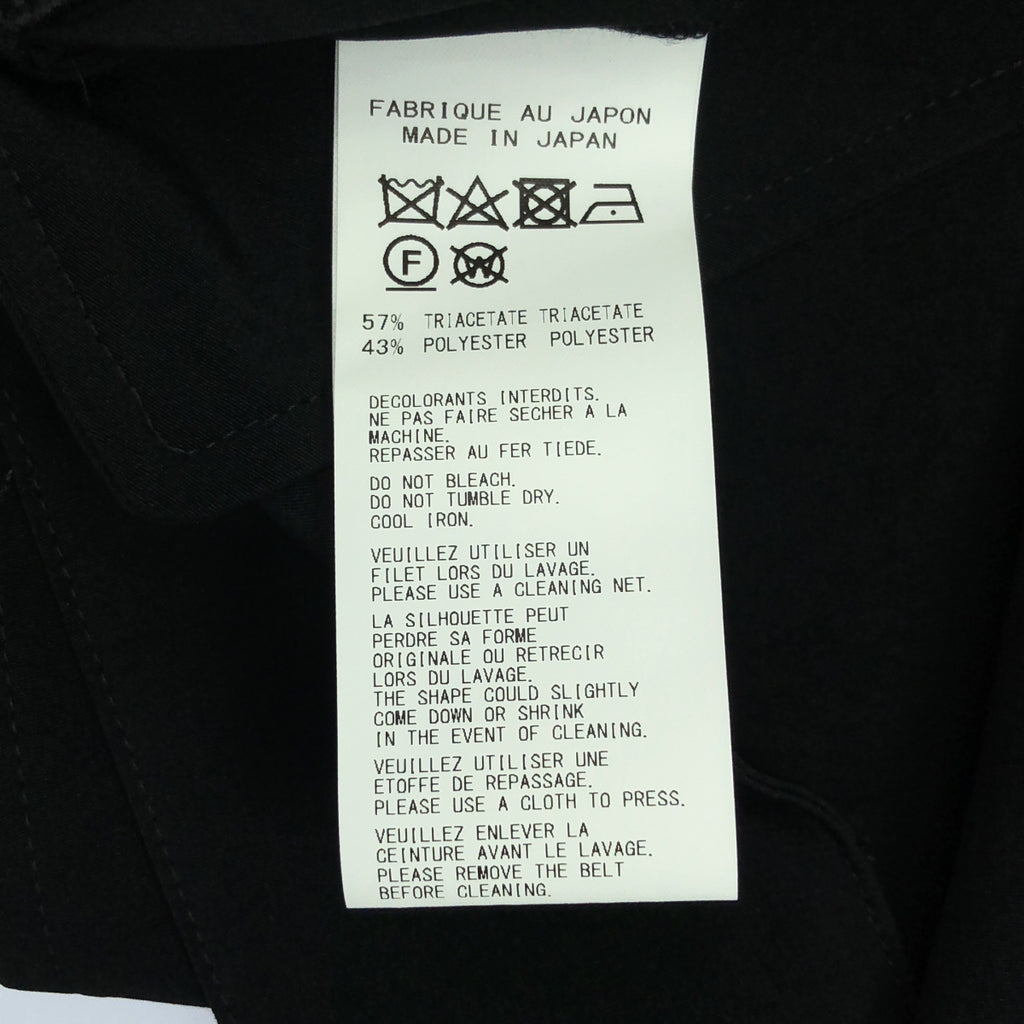 FABRIQUE AU JAPON
MADE IN JAPAN
F W
57% TRIACETATE TRIACETATE
43% POLYESTER POLYESTER
DECOLORANTS INTERDITS.
NE PAS FAIRE SECHER A LA
MACHINE.
REPASSER AU FER TIEDE.
DO NOT BLEACH.
DO NOT TUMBLE DRY.
COOL IRON.
VEUILLEZ UTILISER UN
FILET LORS DU LAVAGE.
PLEASE USE A CLEANING NET.
LA SILHOUETTE PEUT
PERDRE SA FORME
ORIGINALE OU RETRECIR
LORS DU LAVAGE.
THE SHAPE COULD SLIGHTLY
COME DOWN OR SHRINK
IN THE EVENT OF CLEANING.
VEUILLEZ UTILISER UNE
ETOFFE DE REPASSAGE.
PLEASE USE A CLOTH TO PRESS.
VEUILLEZ ENLEVER LA
CEINTURE AVANT LE LAVAGE.
PLEASE REMOVE THE BELT
BEFORE CLEANING.